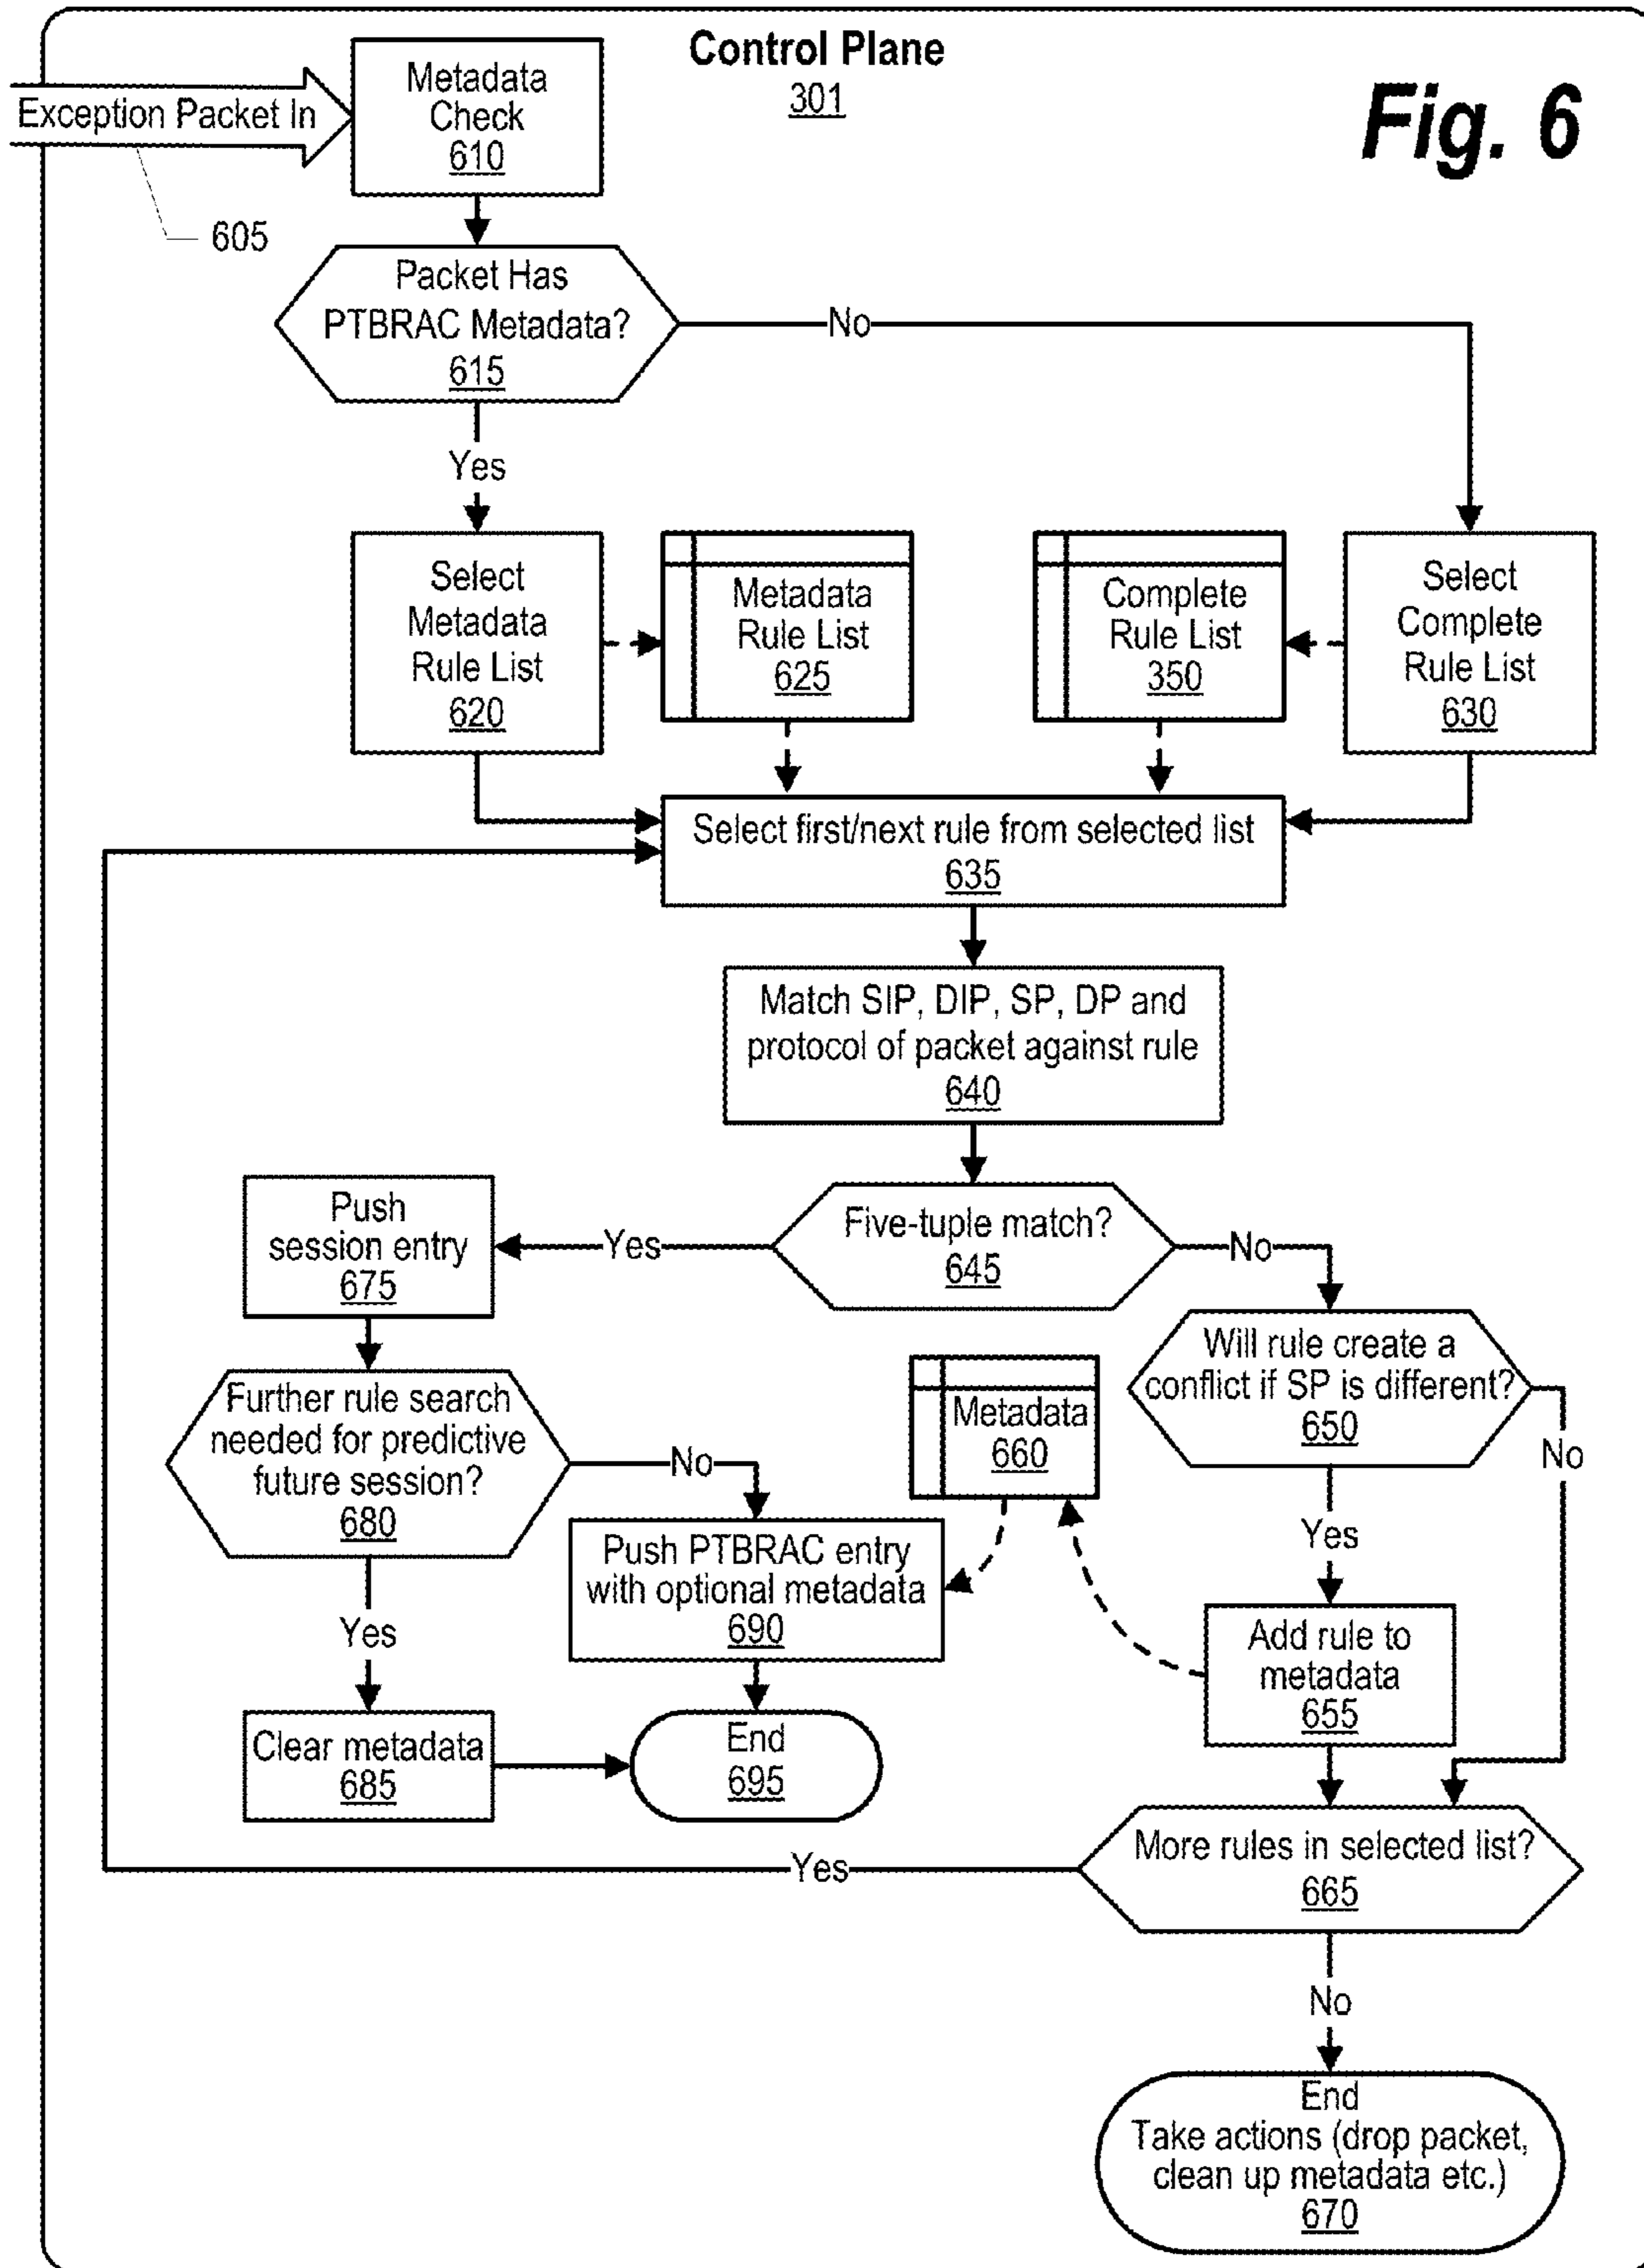 Control Plane
301
Fig. 6
Exception Packet In
605
Metadata
Check
610
Packet Has
PTBRAC Metadata?
615
No
Yes
Select
Metadata
Rule List
620
Metadata
Rule List
625
Complete
Rule List
350
Select
Complete
Rule List
630
Select first/next rule from selected list
635
Match SIP, DIP, SP, DP and
protocol of packet against rule
640
Five-tuple match?
645
Yes
No
Push
session entry
675
Will rule create a
conflict if SP is different?
650
No
Yes
Further rule search
needed for predictive
future session?
680
No
Yes
Metadata
660
Push PTBRAC entry
with optional metadata
690
Add rule to
metadata
655
Clear metadata
685
End
695
More rules in selected list?
665
Yes
No
End
Take actions (drop packet,
clean up metadata etc.)
670